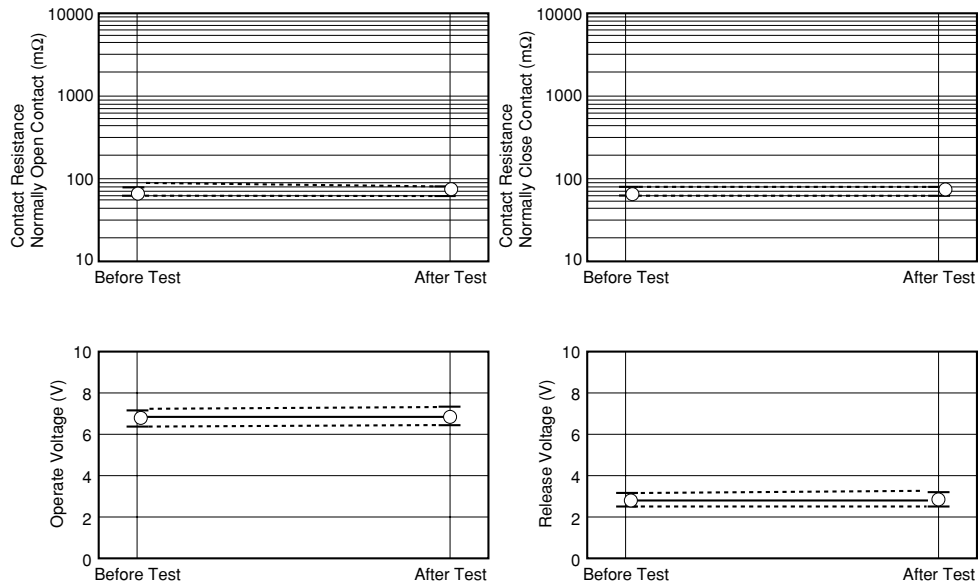 10000
1000
100
10
Contact Resistance
Normally Open Contact (mΩ)
Before Test
After Test
10000
1000
100
10
Contact Resistance
Normally Close Contact (mΩ)
Before Test
After Test
10
8
6
4
2
0
Operate Voltage (V)
Before Test
After Test
10
8
6
4
2
0
Release Voltage (V)
Before Test
After Test